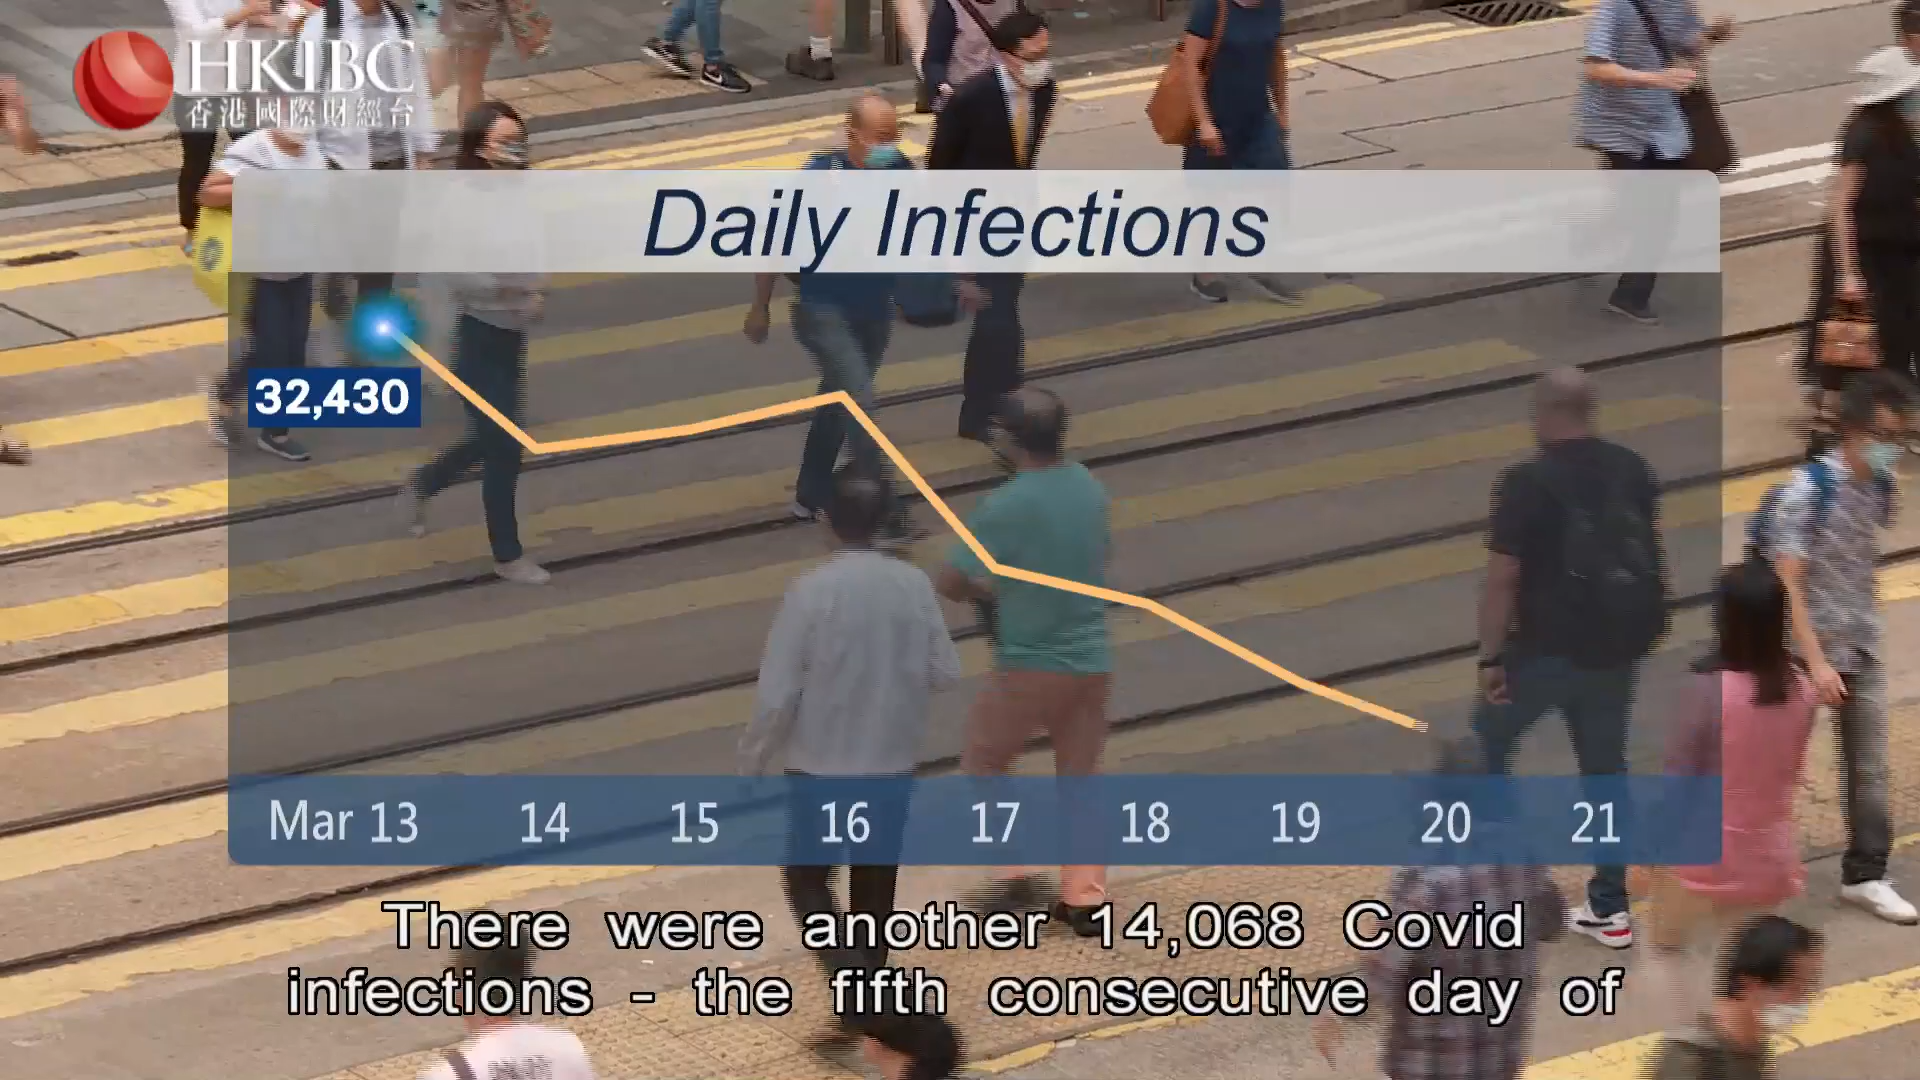 HKIBC
香港國際財經台
Daily Infections
32,430
Mar 13 14 15 16 17 18 19 20 21
There were another 14,068 Covid
infections - the fifth consecutive day of